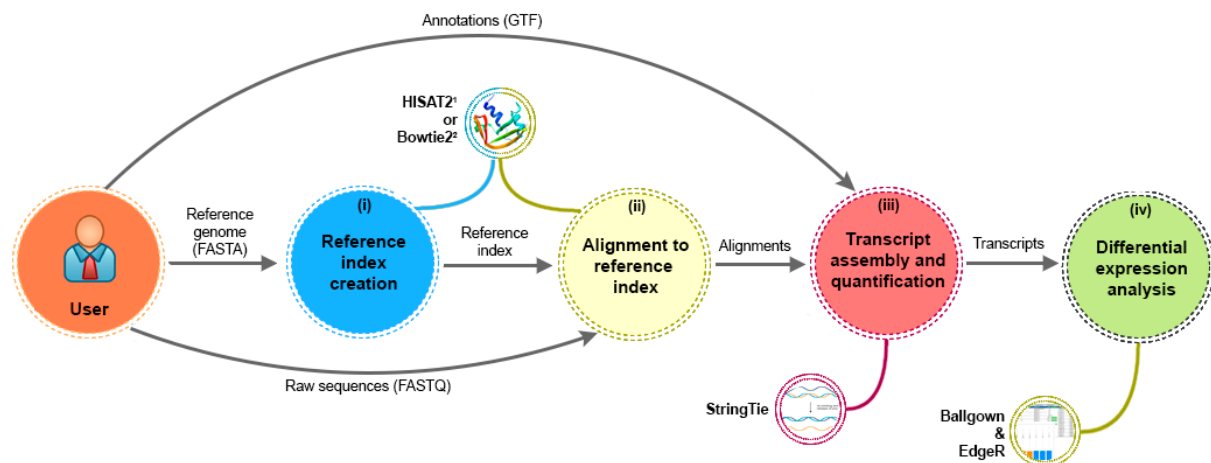 Annotations (GTF)
HISAT2¹
or
Bowtie2²
User
Reference
genome
(FASTA)
(i)
Reference
index
creation
Reference
index
(ii)
Alignment to
reference
index
Alignments
(iii)
Transcript
assembly and
quantification
Transcripts
(iv)
Differential
expression
analysis
Raw sequences (FASTQ)
StringTie
Ballgown
&
EdgeR